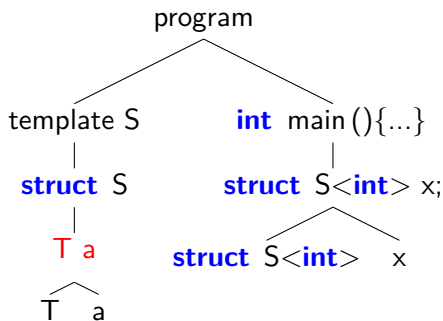 program
template S int main(){...}
struct S struct S<int> x;
T a struct S<int> x
T a